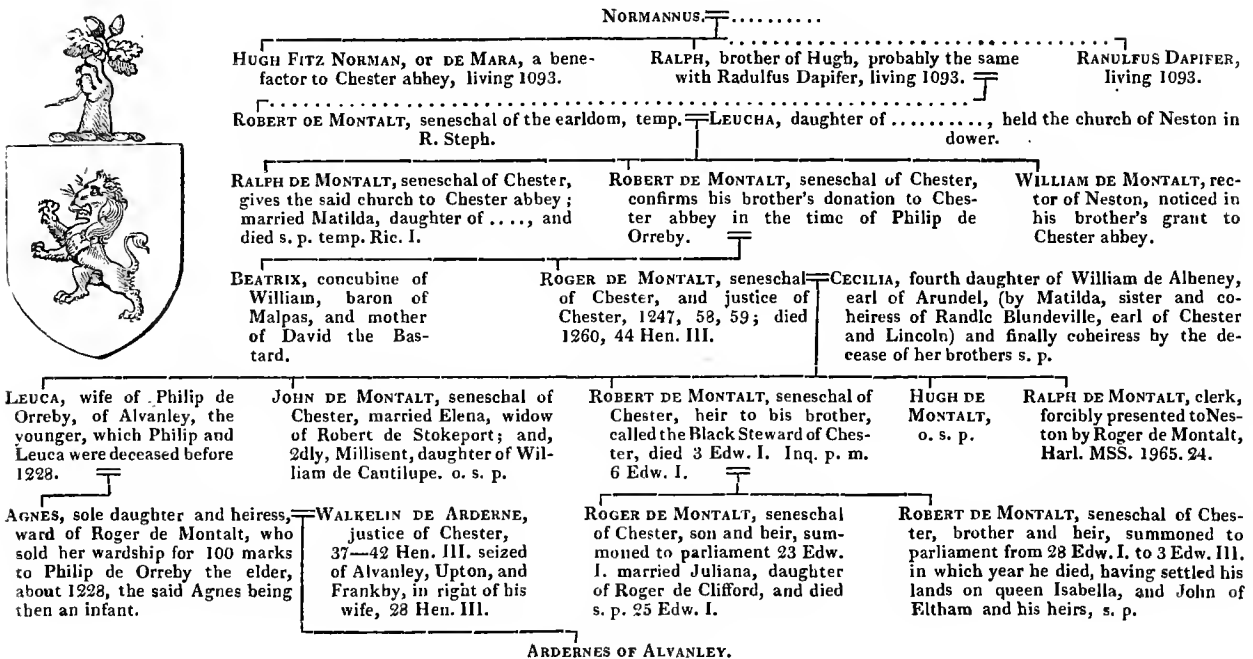 NORMANNUS.=..........
HUGH FITZ NORMAN, or DE MARA, a bene-
factor to Chester abbey, living 1093.
RALPH, brother of Hugh, probably the same
with Radulfus Dapifer, living 1093.
RANULFUS DAPIFER,
living 1093.
ROBERT DE MONTALT, seneschal of the earldom, temp.
R. Steph.
LEUCHA, daughter of .........., held the church of Neston in
dower.
RALPH DE MONTALT, seneschal of Chester,
gives the said church to Chester abbey;
married Matilda, daughter of ...., and
died s. p. temp. Ric. I.
ROBERT DE MONTALT, seneschal of Chester,
confirms his brother's donation to Ches-
ter abbey in the time of Philip de
Orreby.
WILLIAM DE MONTALT, rec-
tor of Neston, noticed in
his brother's grant to
Chester abbey.
BEATRIX, concubine of
William, baron of
Malpas, and mother
of David the Bas-
tard.
ROGER DE MONTALT, seneschal
of Chester, and justice of
Chester, 1247, 58, 59; died
1260, 44 Hen. III.
CECILIA, fourth daughter of William de Albeney,
earl of Arundel, (by Matilda, sister and co-
heiress of Randle Blundeville, earl of Chester
and Lincoln) and finally coheiress by the de-
cease of her brothers s. p.
LEUCA, wife of Philip de
Orreby, of Alvanley, the
younger, which Philip and
Leuca were deceased before
1228.
JOHN DE MONTALT, seneschal of
Chester, married Elena, widow
of Robert de Stokeport; and,
2dly, Millisent, daughter of Wil-
liam de Cantilupe. o. s. p.
ROBERT DE MONTALT, seneschal of
Chester, heir to his brother,
called the Black Steward of Ches-
ter, died 3 Edw. I. Inq. p. m.
6 Edw. I.
HUGH DE
MONTALT,
o. s. p.
RALPH DE MONTALT, clerk,
forcibly presented to Nes-
ton by Roger de Montalt,
Harl. MSS. 1965. 24.
AGNES, sole daughter and heiress,
ward of Roger de Montalt, who
sold her wardship for 100 marks
to Philip de Orreby the elder,
about 1228, the said Agnes being
then an infant.
WALKELIN DE ARDERNE,
justice of Chester,
37—42 Hen. III. seized
of Alvanley, Upton, and
Frankby, in right of his
wife, 28 Hen. III.
ROGER DE MONTALT, seneschal
of Chester, son and heir, sum-
moned to parliament 23 Edw.
I. married Juliana, daughter
of Roger de Clifford, and died
s. p. 25 Edw. I.
ROBERT DE MONTALT, seneschal of Ches-
ter, brother and heir, summoned to
parliament from 28 Edw. I. to 3 Edw. III.
in which year he died, having settled his
lands on queen Isabella, and John of
Eltham and his heirs, s. p.
ARDERNES OF ALVANLEY.